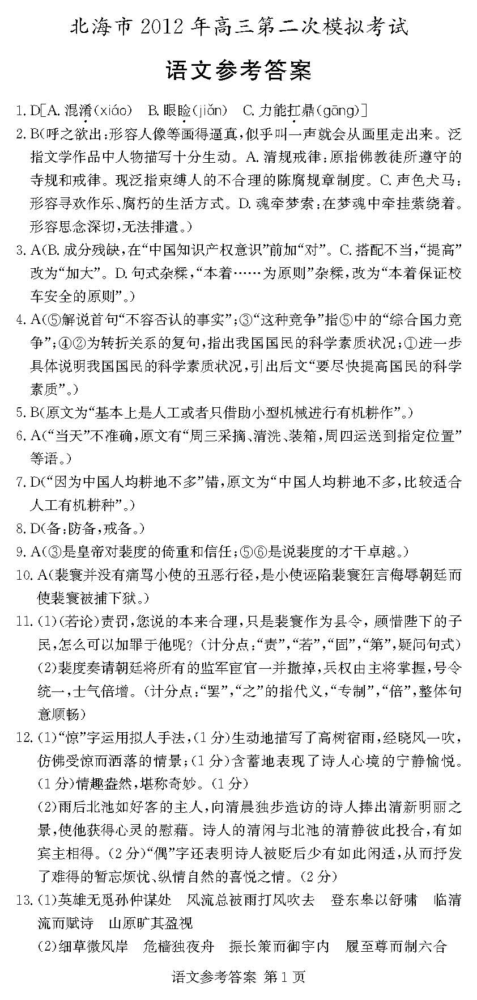 北海市 2012 年高三第二次模拟考试
语文参考答案
1. D[A. 混淆(xiáo)　B. 眼睑(jiǎn)　C. 力能扛鼎(gāng)]
2. B(呼之欲出:形容人像等画得逼真,似乎叫一声就会从画里走出来。泛
指文学作品中人物描写十分生动。A. 清规戒律:原指佛教徒所遵守的
寺规和戒律。现泛指束缚人的不合理的陈腐规章制度。C. 声色犬马:
形容寻欢作乐、腐朽的生活方式。D. 魂牵梦索:在梦魂中牵挂萦绕着。
形容思念深切,无法排遣。)
3. A(B. 成分残缺,在“中国知识产权意识”前加“对”。C. 搭配不当,“提高”
改为“加大”。D. 句式杂糅,“本着……为原则”杂糅,改为“本着保证校
车安全的原则”。)
4. A(⑤解说首句“不容否认的事实”;③“这种竞争”指⑤中的“综合国力竞
争”;④②为转折关系的复句,指出我国国民的科学素质状况;①进一步
具体说明我国国民的科学素质状况,引出后文“要尽快提高国民的科学
素质”。)
5. B(原文为“基本上是人工或者只借助小型机械进行有机耕作”。)
6. A(“当天”不准确,原文有“周三采摘、清洗、装箱,周四运送到指定位置”
等语。)
7. D(“因为中国人均耕地不多”错,原文为“中国人均耕地不多,比较适合
人工有机耕种”。)
8. D(备:防备,戒备。)
9. A(③是皇帝对裴度的倚重和信任;⑤⑥是说裴度的才干卓越。)
10. A(裴寰并没有痛骂小使的丑恶行径,是小使诬陷裴寰狂言侮辱朝廷而
使裴寰被捕下狱。)
11. (1)(若论)责罚,您说的本来合理,只是裴寰作为县令, 顾惜陛下的子
民,怎么可以加罪于他呢? (计分点:“责”,“若”,“固”,“第”,疑问句式)
(2)裴度奏请朝廷将所有的监军宦官一并撤掉,兵权由主将掌握,号令
统一,士气倍增。(计分点:“罢”,“之”的指代义,“专制”,“倍”,整体句
意顺畅)
12. (1)“惊”字运用拟人手法,(1 分)生动地描写了高树宿雨,经晓风一吹,
仿佛受惊而洒落的情景;(1 分)含蓄地表现了诗人心境的宁静愉悦。
(1 分)情趣盎然,堪称奇妙。(1 分)
(2)雨后北池如好客的主人,向清晨独步造访的诗人捧出清新明丽之
景,使他获得心灵的慰藉。诗人的清闲与北池的清静彼此投合,有如
宾主相得。(2 分)“偶”字还表明诗人被贬后少有如此闲适,从而抒发
了难得的暂忘烦忧、纵情自然的喜悦之情。(2 分)
13. (1)英雄无觅孙仲谋处　风流总被雨打风吹去　登东皋以舒啸　临清
流而赋诗　山原旷其盈视
(2)细草微风岸　危樯独夜舟　振长策而御宇内　履至尊而制六合
语文参考答案 第 1 页